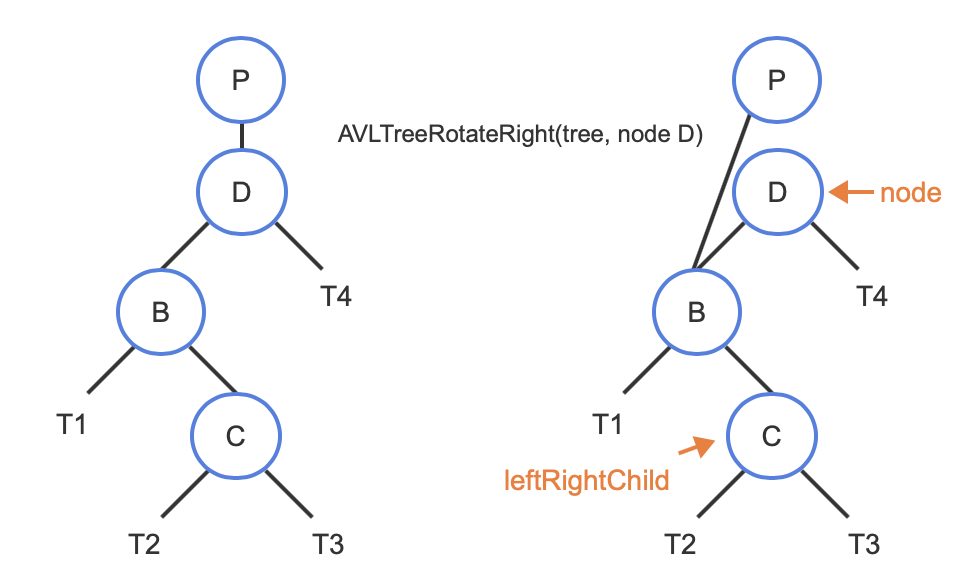 P
P
AVLTreeRotateRight(tree, node D)
D
D
node
T4
T4
B
B
T1
T1
C
C
leftRightChild
T2
T3
T2
T3